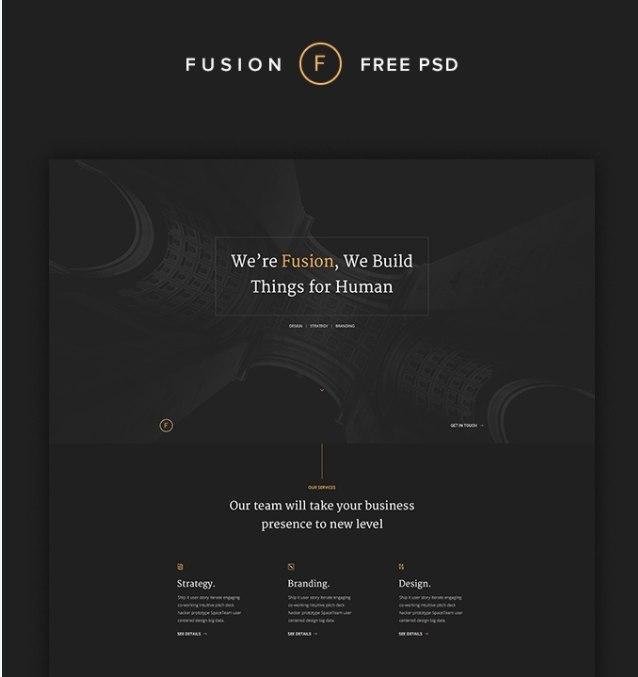 FUSION F FREE PSD
We're Fusion, We Build
Things for Human
DESIGN | STRATEGY | BRANDING
F
GET IN TOUCH →
OUR SERVICES
Our team will take your business
presence to new level
Strategy.
Ship it user story iterate engaging
co-working intuitive pitch deck
hacker prototype SpaceTeam user
centered design big data.
SEE DETAILS →
Branding.
Ship it user story iterate engaging
co-working intuitive pitch deck
hacker prototype SpaceTeam user
centered design big data.
SEE DETAILS →
Design.
Ship it user story iterate engaging
co-working intuitive pitch deck
hacker prototype SpaceTeam user
centered design big data.
SEE DETAILS →